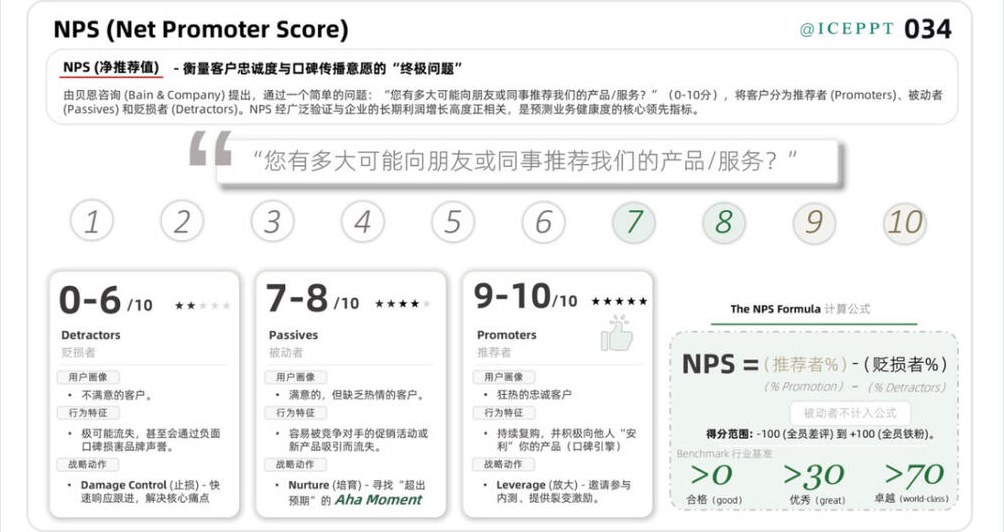 NPS (Net Promoter Score)
@ICEPPT 034
NPS (净推荐值) - 衡量客户忠诚度与口碑传播意愿的“终极问题”
由贝恩咨询 (Bain & Company) 提出，通过一个简单的问题：“您有多大可能向朋友或同事推荐我们的产品/服务？”（0-10分），将客户分为推荐者 (Promoters)、被动者
(Passives) 和贬损者 (Detractors)。NPS 经广泛验证与企业的长期利润增长高度正相关，是预测业务健康度的核心领先指标。
“您有多大可能向朋友或同事推荐我们的产品/服务？”
1 2 3 4 5 6 7 8 9 10
0-6 /10 ★★★★★
Detractors
贬损者
用户画像
• 不满意的客户。
行为特征
• 极可能流失，甚至会通过负面
口碑损害品牌声誉。
战略动作
• Damage Control (止损) - 快
速响应跟进，解决核心痛点
7-8 /10 ★★★★★
Passives
被动者
用户画像
• 满意的，但缺乏热情的客户。
行为特征
• 容易被竞争对手的促销活动或
新产品吸引而流失。
战略动作
• Nurture (培育) - 寻找“超出
预期”的 Aha Moment
9-10 /10 ★★★★★
Promoters
推荐者
用户画像
• 狂热的忠诚客户
行为特征
• 持续复购，并积极向他人“安
利”你的产品（口碑引擎）
战略动作
• Leverage (放大) - 邀请参与
内测、提供裂变激励。
The NPS Formula 计算公式
NPS = (推荐者%) - (贬损者%)
(% Promotion) - (% Detractors)
被动者不计入公式
得分范围: -100 (全员差评) 到 +100 (全员铁粉)。
Benchmark 行业基准
>0 >30 >70
合格（good） 优秀（great） 卓越（world-class）